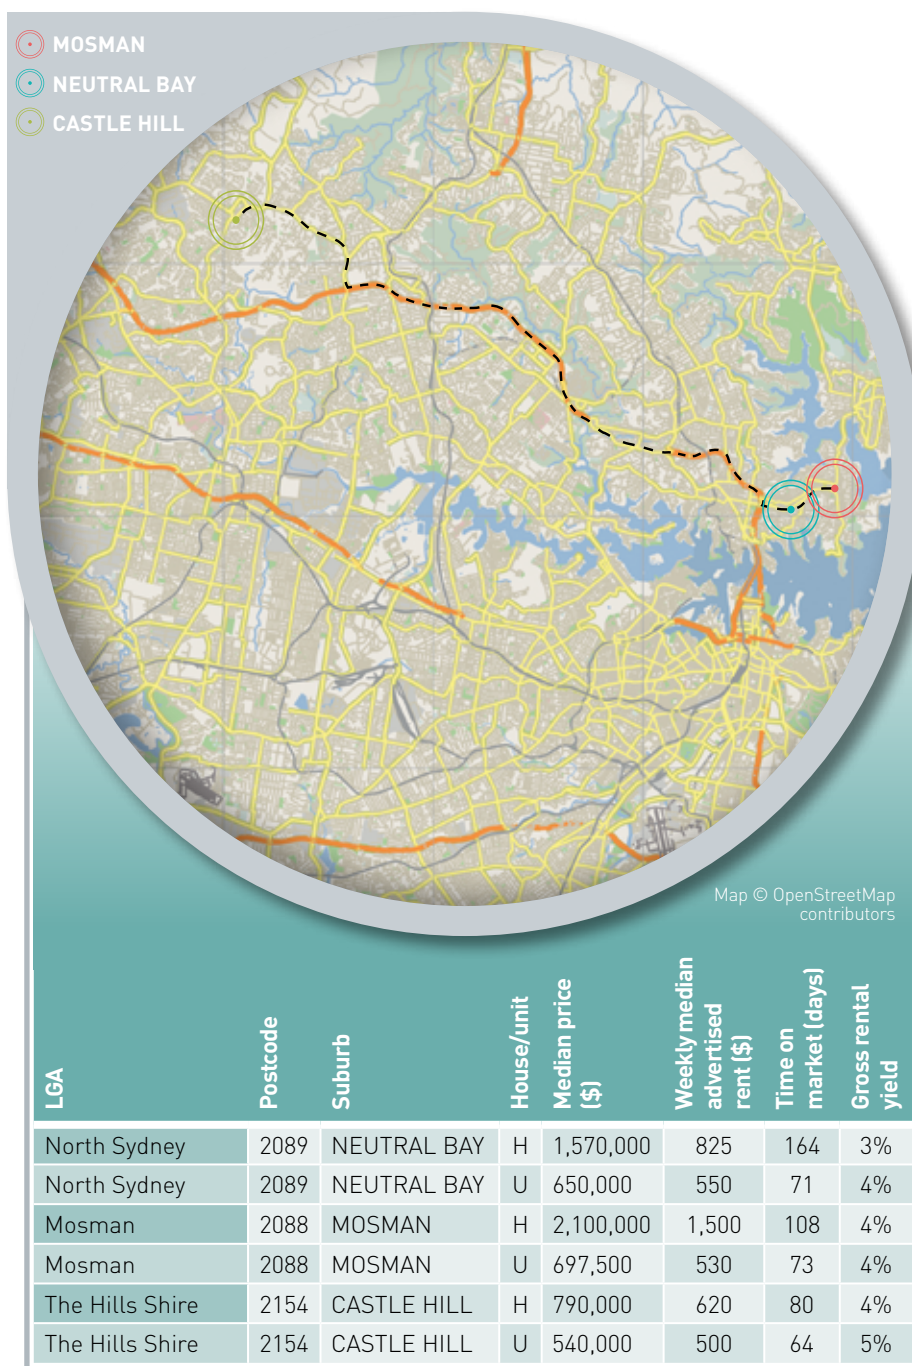 MOSMAN
NEUTRAL BAY
CASTLE HILL
Map © OpenStreetMap
contributors
LGA
Postcode
Suburb
House/unit
Median price
($)
Weekly median
advertised
rent ($)
Time on
market (days)
Gross rental
yield
North Sydney 2089 NEUTRAL BAY H 1,570,000 825 164 3%
North Sydney 2089 NEUTRAL BAY U 650,000 550 71 4%
Mosman 2088 MOSMAN H 2,100,000 1,500 108 4%
Mosman 2088 MOSMAN U 697,500 530 73 4%
The Hills Shire 2154 CASTLE HILL H 790,000 620 80 4%
The Hills Shire 2154 CASTLE HILL U 540,000 500 64 5%